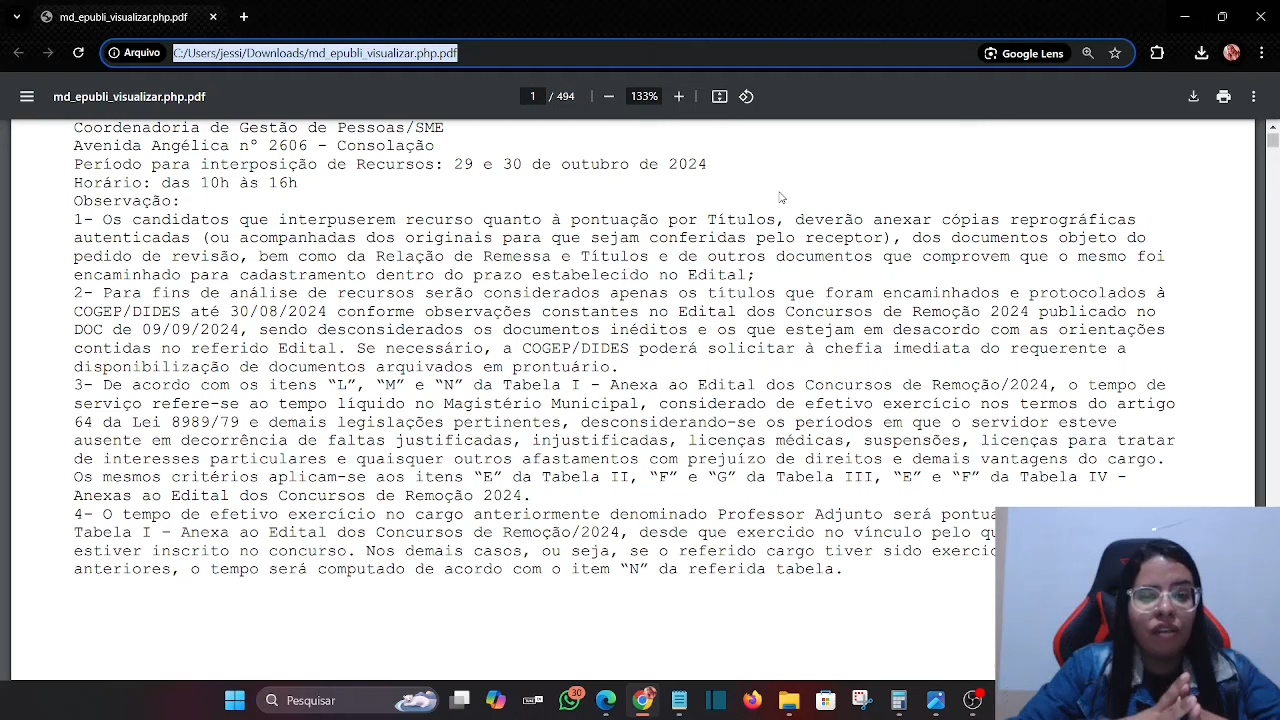 md_epubli_visualizar.php.pdf
Arquivo
C:/Users/jessi/Downloads/md_epubli_visualizar.php.pdf
Google Lens
md_epubli_visualizar.php.pdf
1 / 494
133%
Coordenadoria de Gestão de Pessoas/SME
Avenida Angélica nº 2606 - Consolação
Período para interposição de Recursos: 29 e 30 de outubro de 2024
Horário: das 10h às 16h
Observação:
1- Os candidatos que interpuserem recurso quanto à pontuação por Títulos, deverão anexar cópias reprográficas
autenticadas (ou acompanhadas dos originais para que sejam conferidas pelo receptor), dos documentos objeto do
pedido de revisão, bem como da Relação de Remessa e Títulos e de outros documentos que comprovem que o mesmo foi
encaminhado para cadastramento dentro do prazo estabelecido no Edital;
2- Para fins de análise de recursos serão considerados apenas os títulos que foram encaminhados e protocolados à
COGEP/DIDES até 30/08/2024 conforme observações constantes no Edital dos Concursos de Remoção 2024 publicado no
DOC de 09/09/2024, sendo desconsiderados os documentos inéditos e os que estejam em desacordo com as orientações
contidas no referido Edital. Se necessário, a COGEP/DIDES poderá solicitar à chefia imediata do requerente a
disponibilização de documentos arquivados em prontuário.
3- De acordo com os itens “L”, “M” e “N” da Tabela I - Anexa ao Edital dos Concursos de Remoção/2024, o tempo de
serviço refere-se ao tempo líquido no Magistério Municipal, considerado de efetivo exercício nos termos do artigo
64 da Lei 8989/79 e demais legislações pertinentes, desconsiderando-se os períodos em que o servidor esteve
ausente em decorrência de faltas justificadas, injustificadas, licenças médicas, suspensões, licenças para tratar
de interesses particulares e quaisquer outros afastamentos com prejuízo de direitos e demais vantagens do cargo.
Os mesmos critérios aplicam-se aos itens “E” da Tabela II, “F” e “G” da Tabela III, “E” e “F” da Tabela IV -
Anexas ao Edital dos Concursos de Remoção 2024.
4- O tempo de efetivo exercício no cargo anteriormente denominado Professor Adjunto será
Tabela I - Anexa ao Edital dos Concursos de Remoção/2024, desde que exercido no vínculo pelo
estiver inscrito no concurso. Nos demais casos, ou seja, se o referido cargo tiver sido
anteriores, o tempo será computado de acordo com o item “N” da referida tabela.
Pesquisar
30